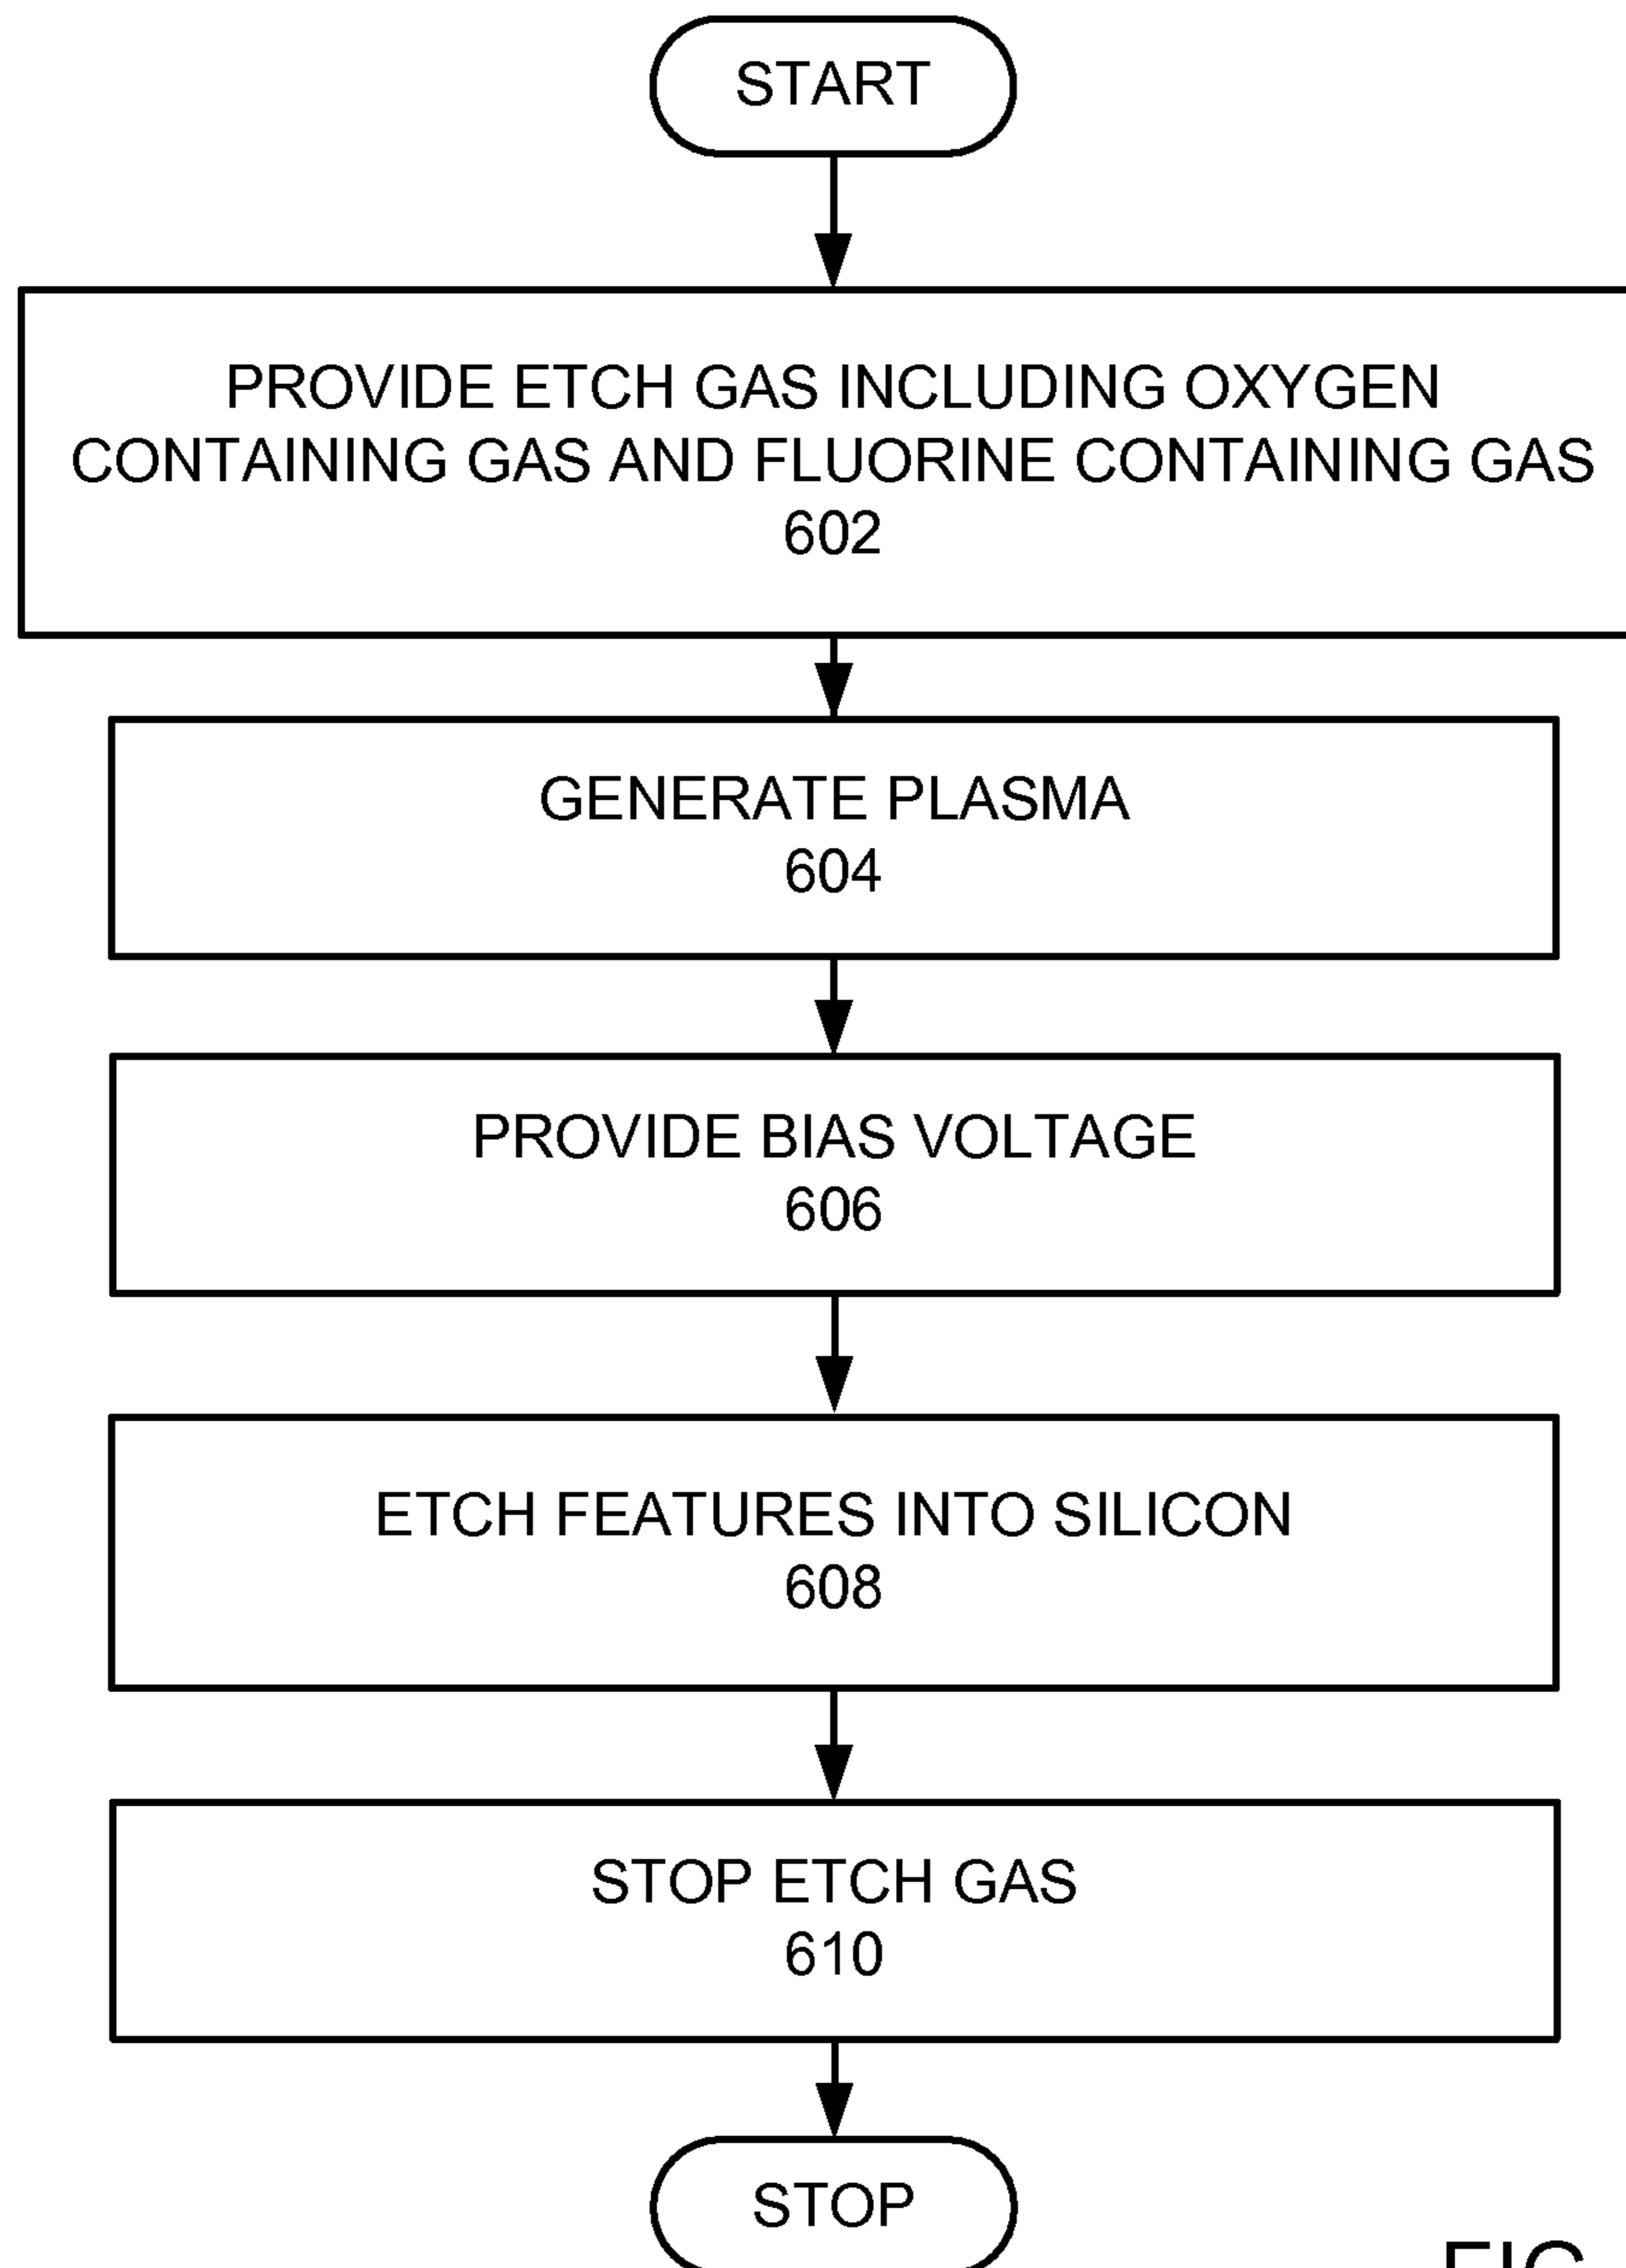 START
PROVIDE ETCH GAS INCLUDING OXYGEN
CONTAINING GAS AND FLUORINE CONTAINING GAS
602
GENERATE PLASMA
604
PROVIDE BIAS VOLTAGE
606
ETCH FEATURES INTO SILICON
608
STOP ETCH GAS
610
STOP